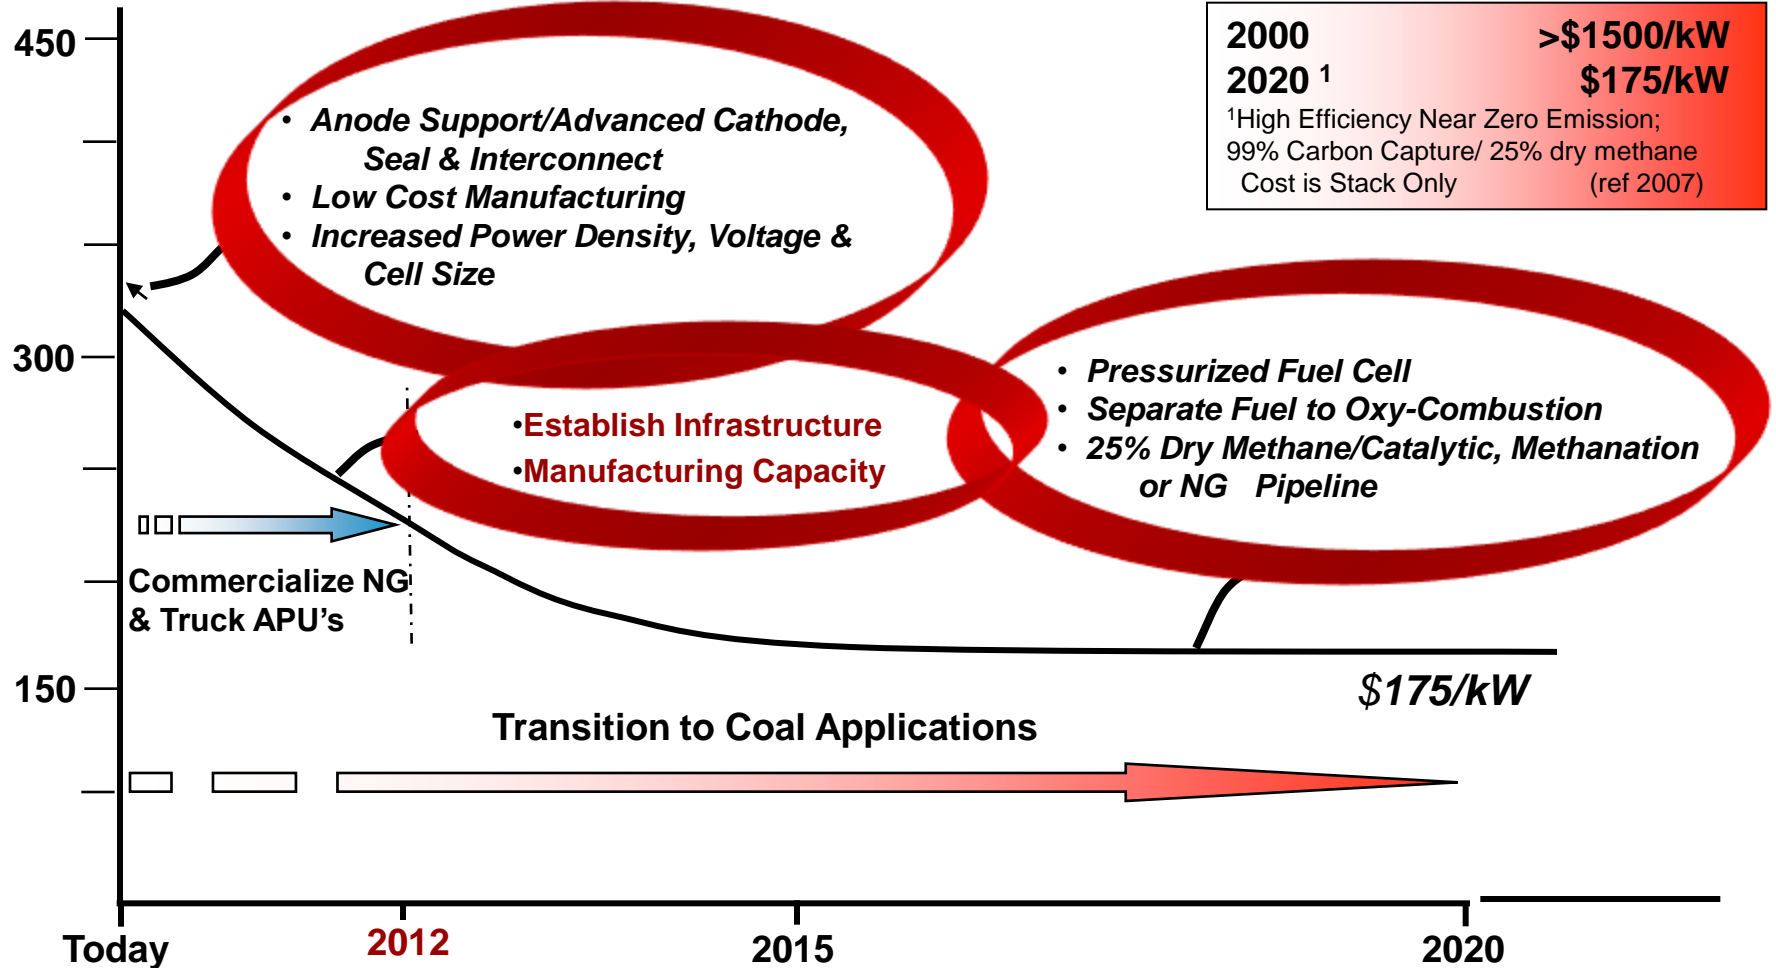 450
300
150
2000 >$1500/kW
2020 ¹ $175/kW
¹High Efficiency Near Zero Emission;
99% Carbon Capture/ 25% dry methane
Cost is Stack Only (ref 2007)
• Anode Support/Advanced Cathode,
Seal & Interconnect
• Low Cost Manufacturing
• Increased Power Density, Voltage &
Cell Size
•Establish Infrastructure
•Manufacturing Capacity
• Pressurized Fuel Cell
• Separate Fuel to Oxy-Combustion
• 25% Dry Methane/Catalytic, Methanation
or NG Pipeline
Commercialize NG
& Truck APU’s
$175/kW
Transition to Coal Applications
Today 2012 2015 2020